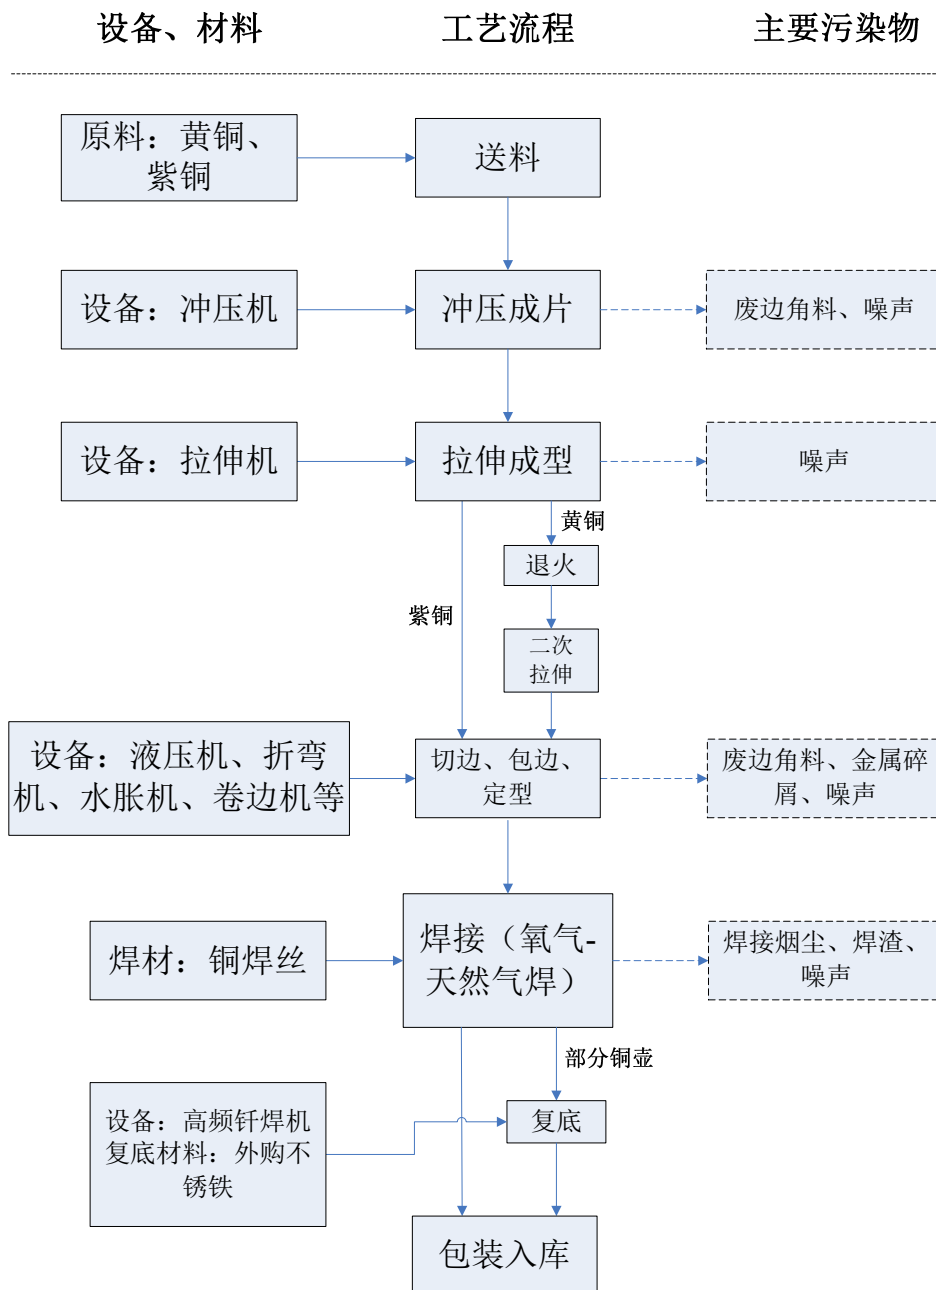 设备、材料
工艺流程
主要污染物
原料：黄铜、
紫铜
送料
设备：冲压机
冲压成片
废边角料、噪声
设备：拉伸机
拉伸成型
噪声
黄铜
退火
紫铜
二次
拉伸
设备：液压机、折弯
机、水胀机、卷边机等
切边、包边、
定型
废边角料、金属碎
屑、噪声
焊材：铜焊丝
焊接（氧气-
天然气焊）
焊接烟尘、焊渣、
噪声
部分铜壶
设备：高频钎焊机
复底材料：外购不
锈铁
复底
包装入库